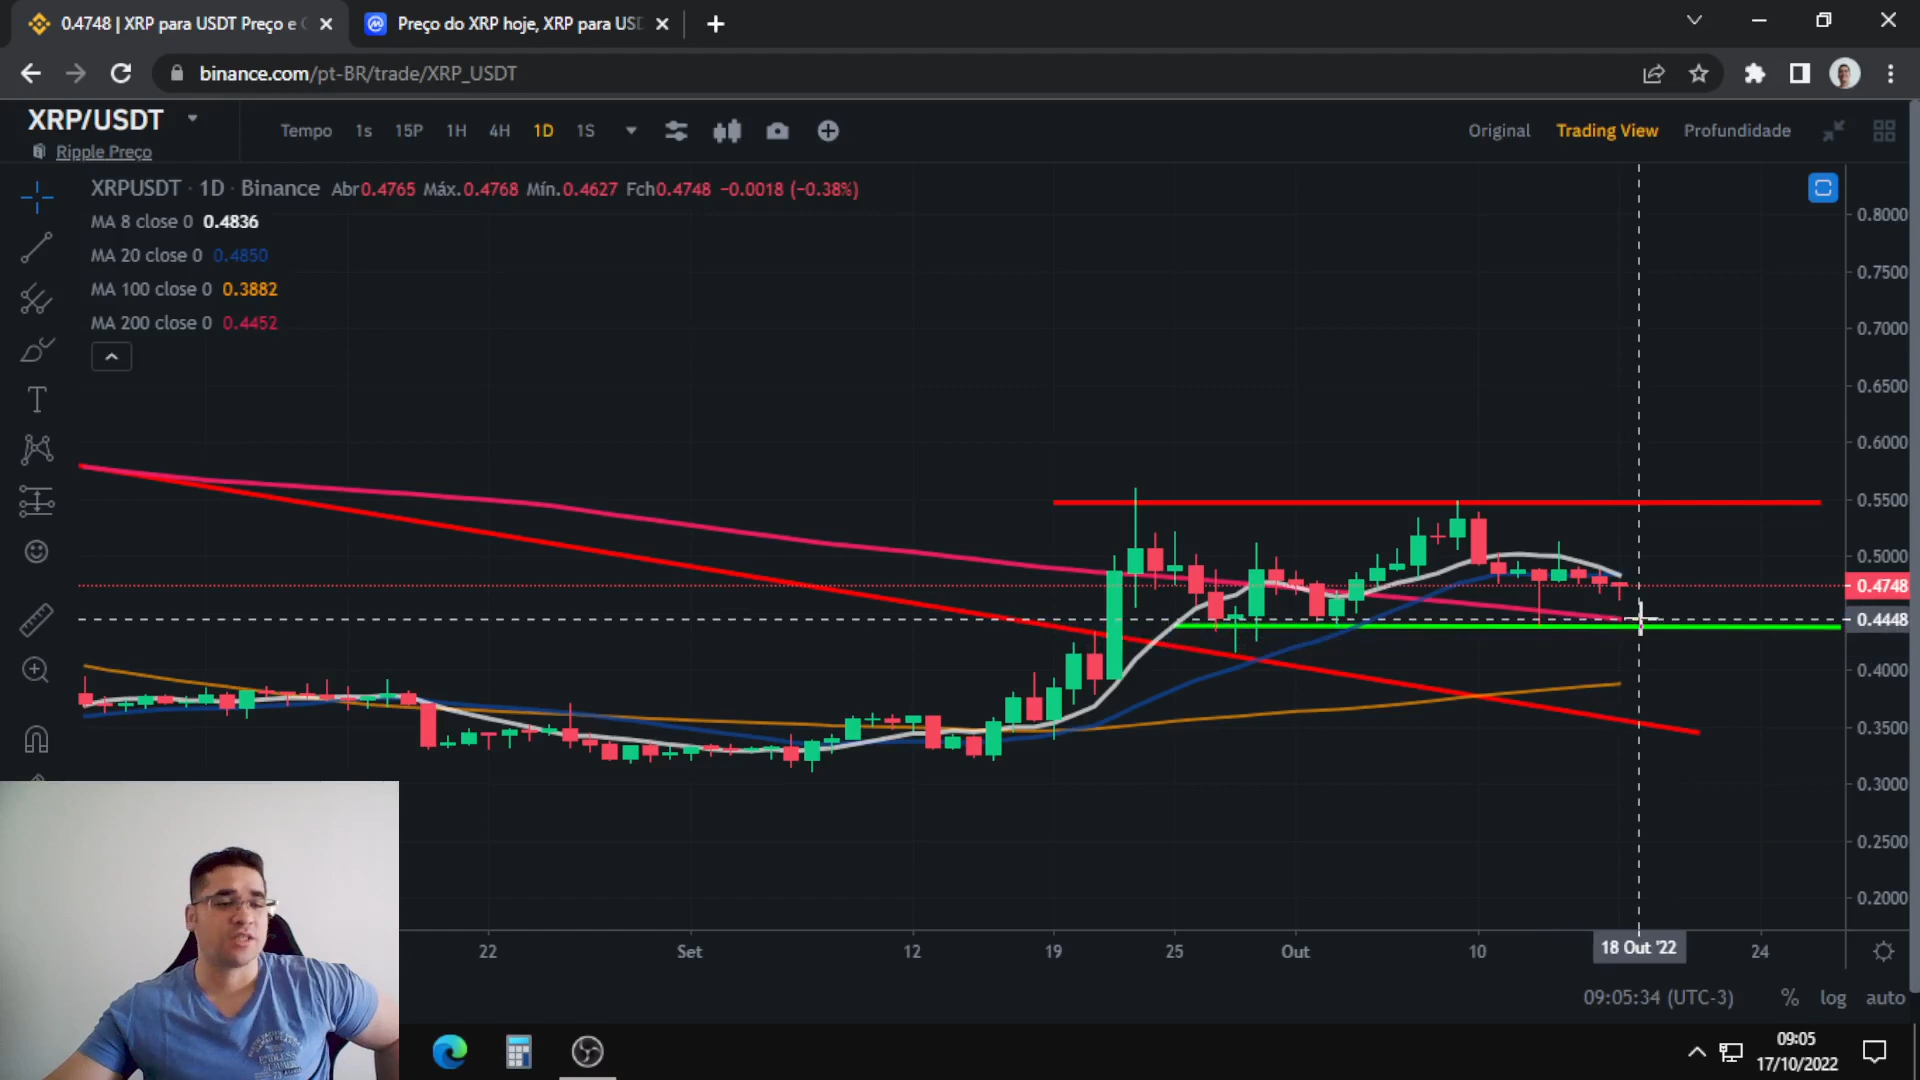 0.4748 | XRP para USDT Preço e
Preço do XRP hoje, XRP para USD
binance.com/pt-BR/trade/XRP_USDT
XRP/USDT
Ripple Preço
Tempo 1s 15P 1H 4H 1D 1S
Original Trading View Profundidade
XRPUSDT · 1D · Binance Abr0.4765 Máx.0.4768 Mín.0.4627 Fch0.4748 −0.0018 (−0.38%)
MA 8 close 0 0.4836
MA 20 close 0 0.4850
MA 100 close 0 0.3882
MA 200 close 0 0.4452
0.8000
0.7500
0.7000
0.6500
0.6000
0.5500
0.5000
0.4748
0.4448
0.4000
0.3500
0.3000
0.2500
0.2000
22 Set 12 19 25 Out 10 18 Out '22 24
09:05:34 (UTC-3) % log auto
09:05
17/10/2022